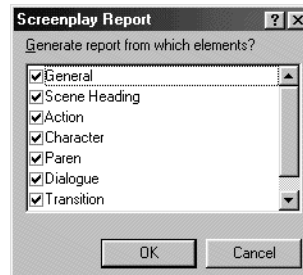 Screenplay Report
Generate report from which elements?
General
Scene Heading
Action
Character
Paren
Dialogue
Transition
OK Cancel